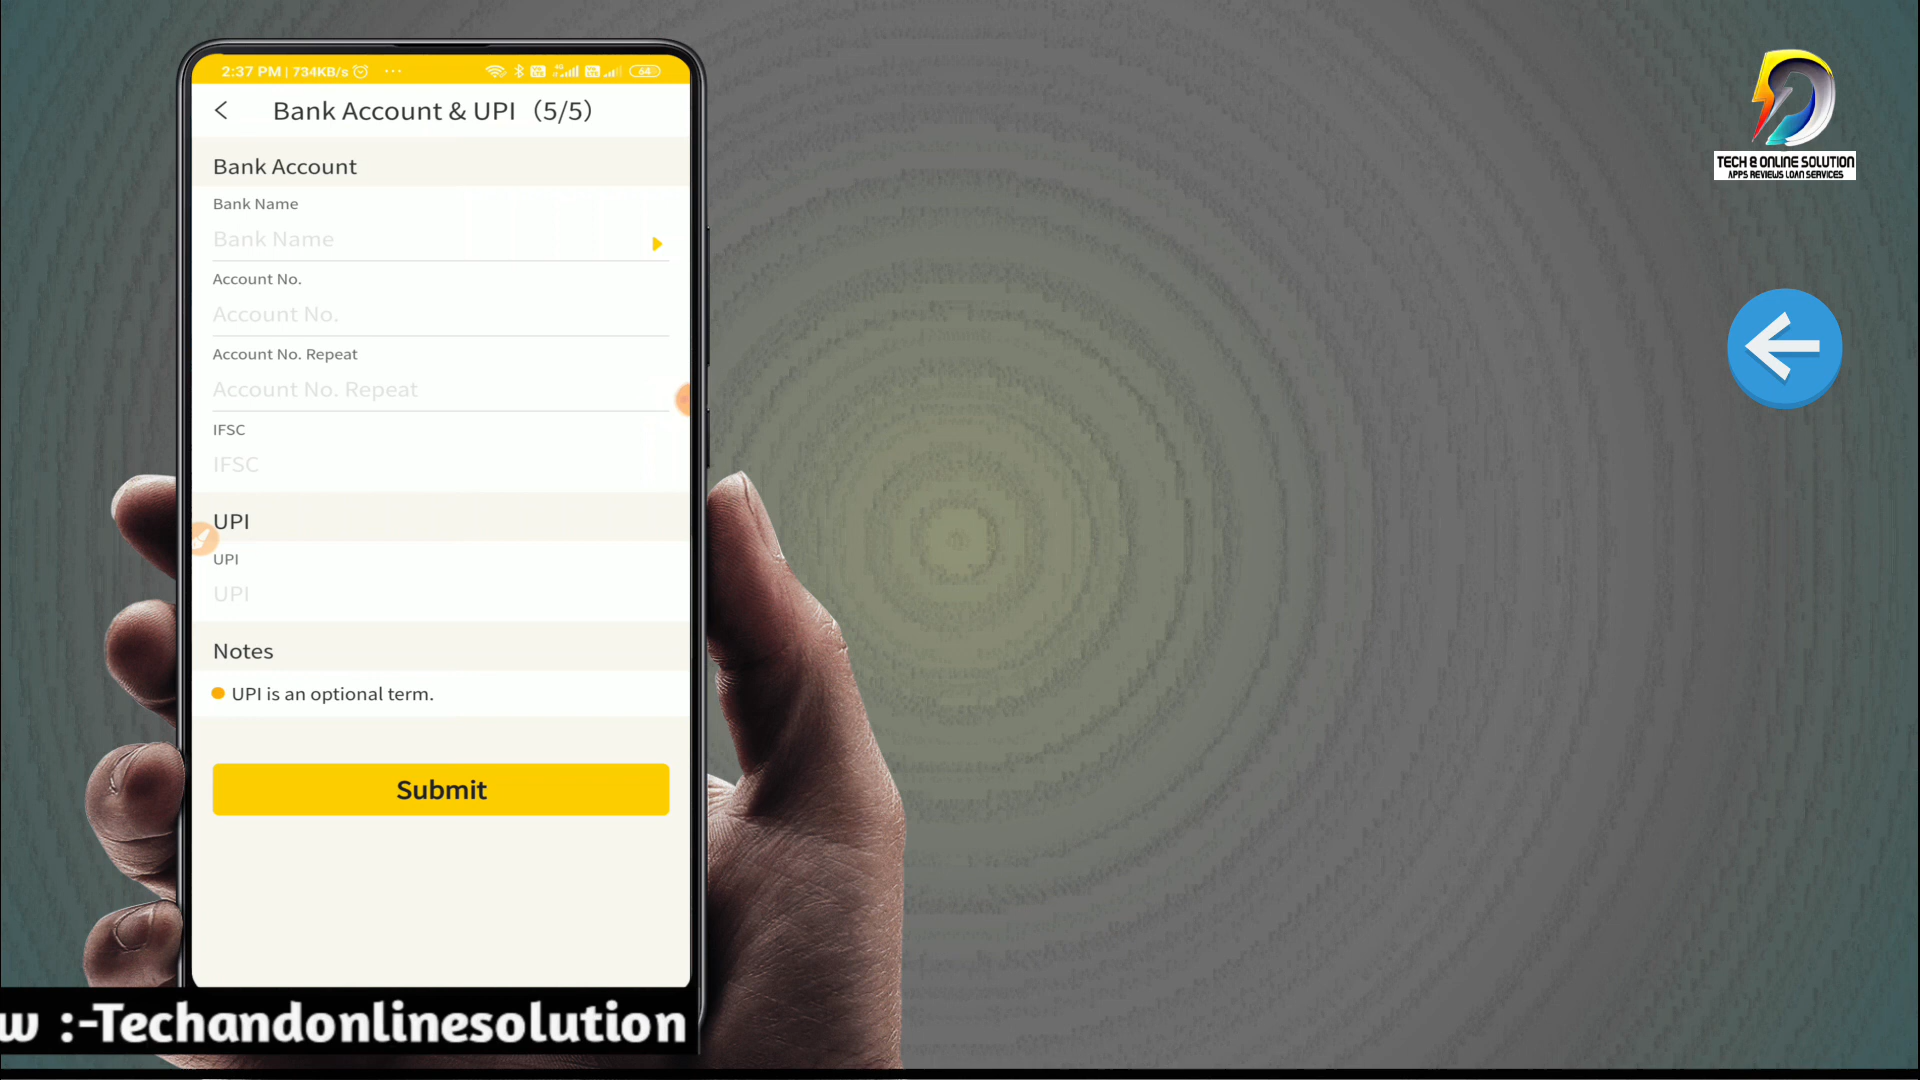 2:37 PM | 734KB/s
64
Bank Account & UPI (5/5)
Bank Account
Bank Name
Bank Name
Account No.
Account No.
Account No. Repeat
Account No. Repeat
IFSC
IFSC
UPI
UPI
UPI
Notes
UPI is an optional term.
Submit
w :-Techandonlinesolution
TECH & ONLINE SOLUTION
APPS REVIEWS LOAN SERVICES